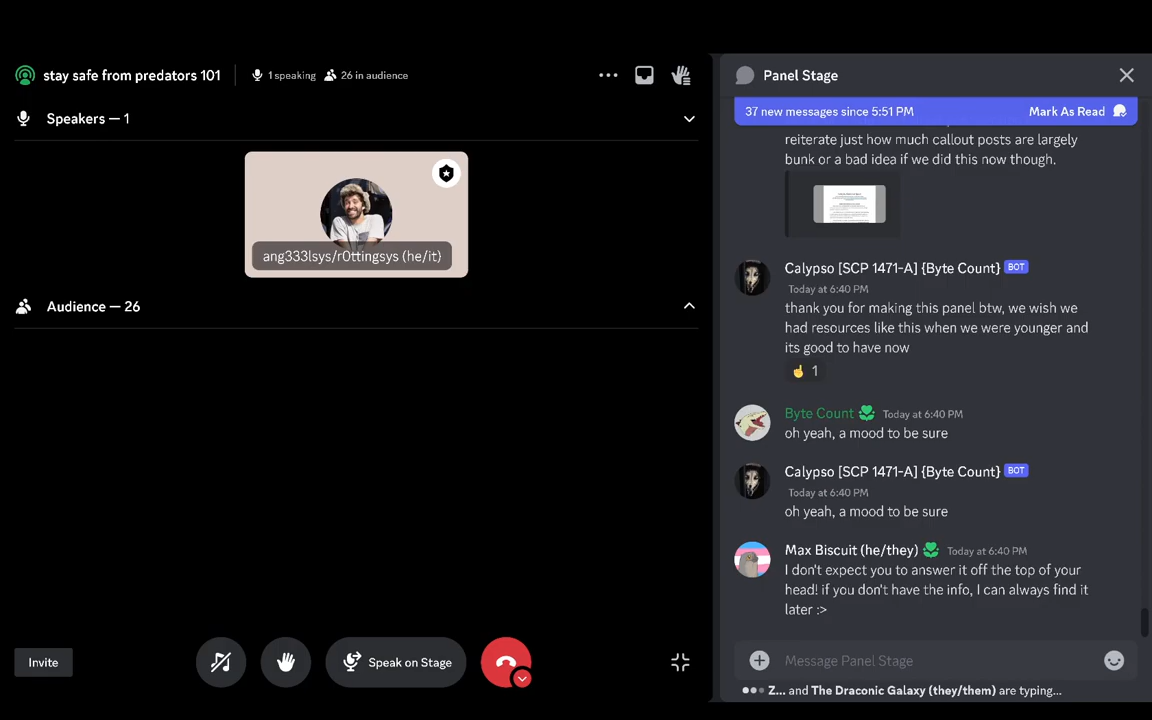 stay safe from predators 101
1 speaking
26 in audience
Speakers — 1
ang333lsys/r0ttingsys (he/it)
Audience — 26
Invite
Speak on Stage
Panel Stage
37 new messages since 5:51 PM
Mark As Read
reiterate just how much callout posts are largely
bunk or a bad idea if we did this now though.
Calypso [SCP 1471-A] {Byte Count} BOT
Today at 6:40 PM
thank you for making this panel btw, we wish we
had resources like this when we were younger and
its good to have now
1
Byte Count Today at 6:40 PM
oh yeah, a mood to be sure
Calypso [SCP 1471-A] {Byte Count} BOT
Today at 6:40 PM
oh yeah, a mood to be sure
Max Biscuit (he/they) Today at 6:40 PM
I don't expect you to answer it off the top of your
head! if you don't have the info, I can always find it
later :>
Message Panel Stage
Z... and The Draconic Galaxy (they/them) are typing...